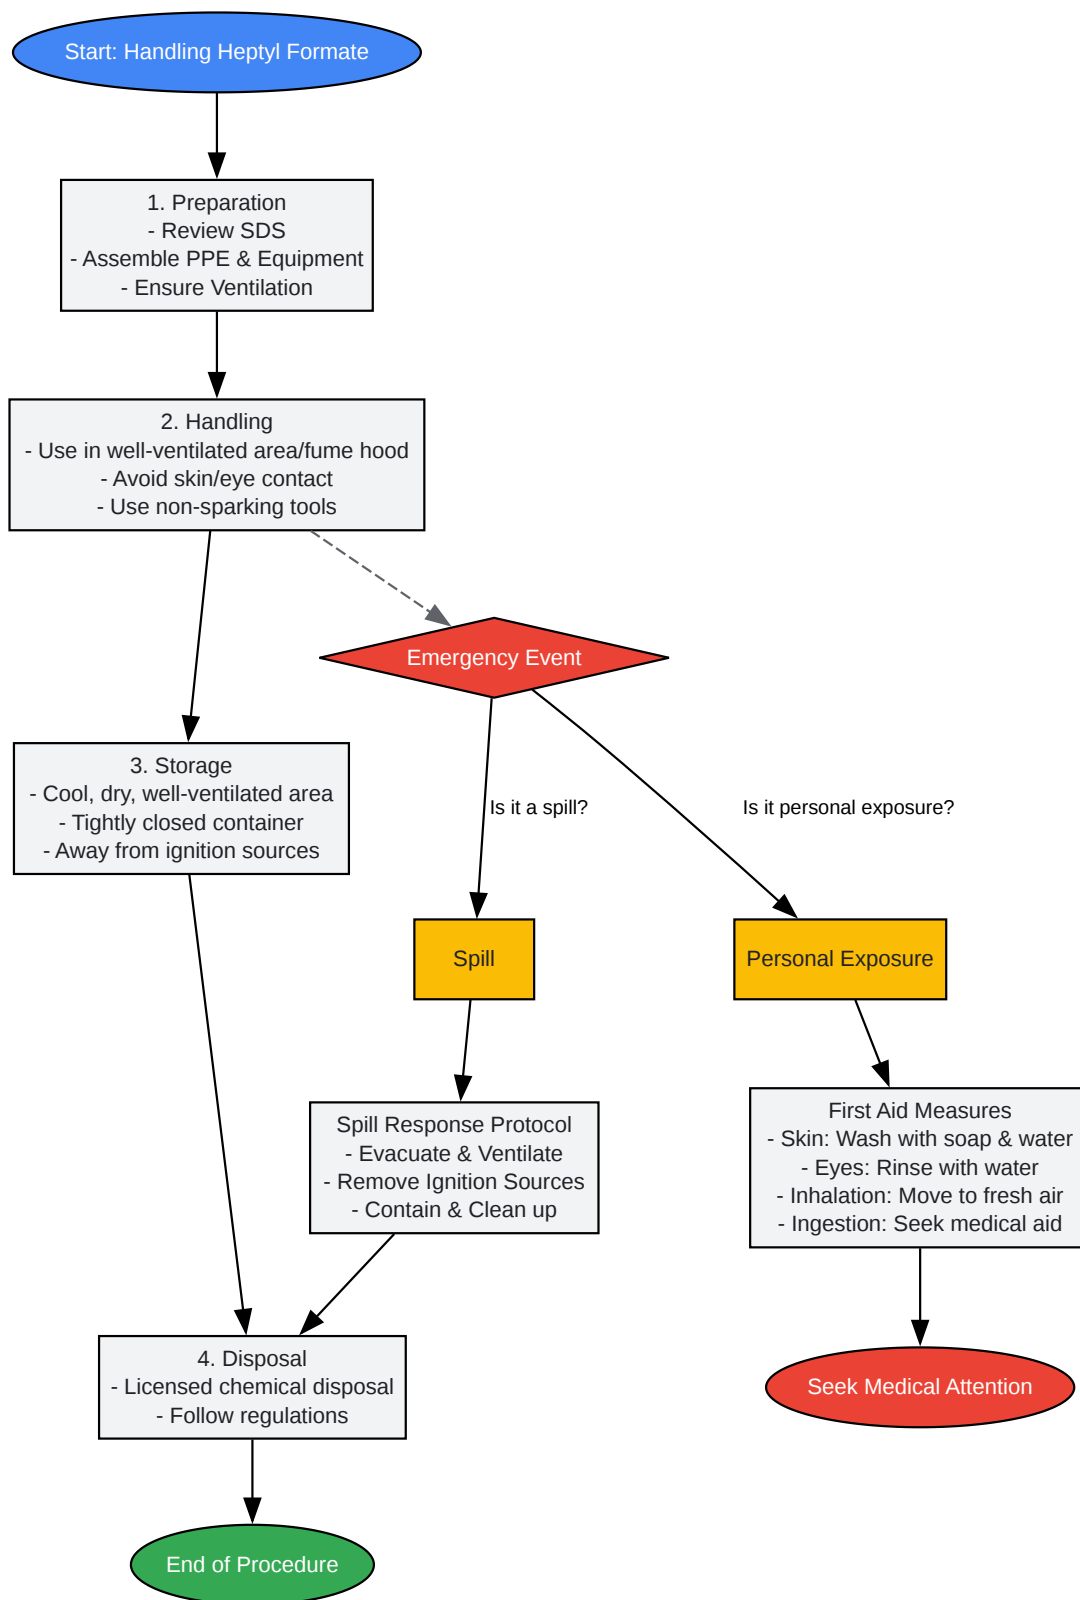 Start: Handling Heptyl Formate
1. Preparation
- Review SDS
- Assemble PPE & Equipment
- Ensure Ventilation
2. Handling
- Use in well-ventilated area/fume hood
- Avoid skin/eye contact
- Use non-sparking tools
Emergency Event
3. Storage
- Cool, dry, well-ventilated area
- Tightly closed container
- Away from ignition sources
Is it a spill?
Is it personal exposure?
Spill
Personal Exposure
Spill Response Protocol
- Evacuate & Ventilate
- Remove Ignition Sources
- Contain & Clean up
First Aid Measures
- Skin: Wash with soap & water
- Eyes: Rinse with water
- Inhalation: Move to fresh air
- Ingestion: Seek medical aid
4. Disposal
- Licensed chemical disposal
- Follow regulations
Seek Medical Attention
End of Procedure